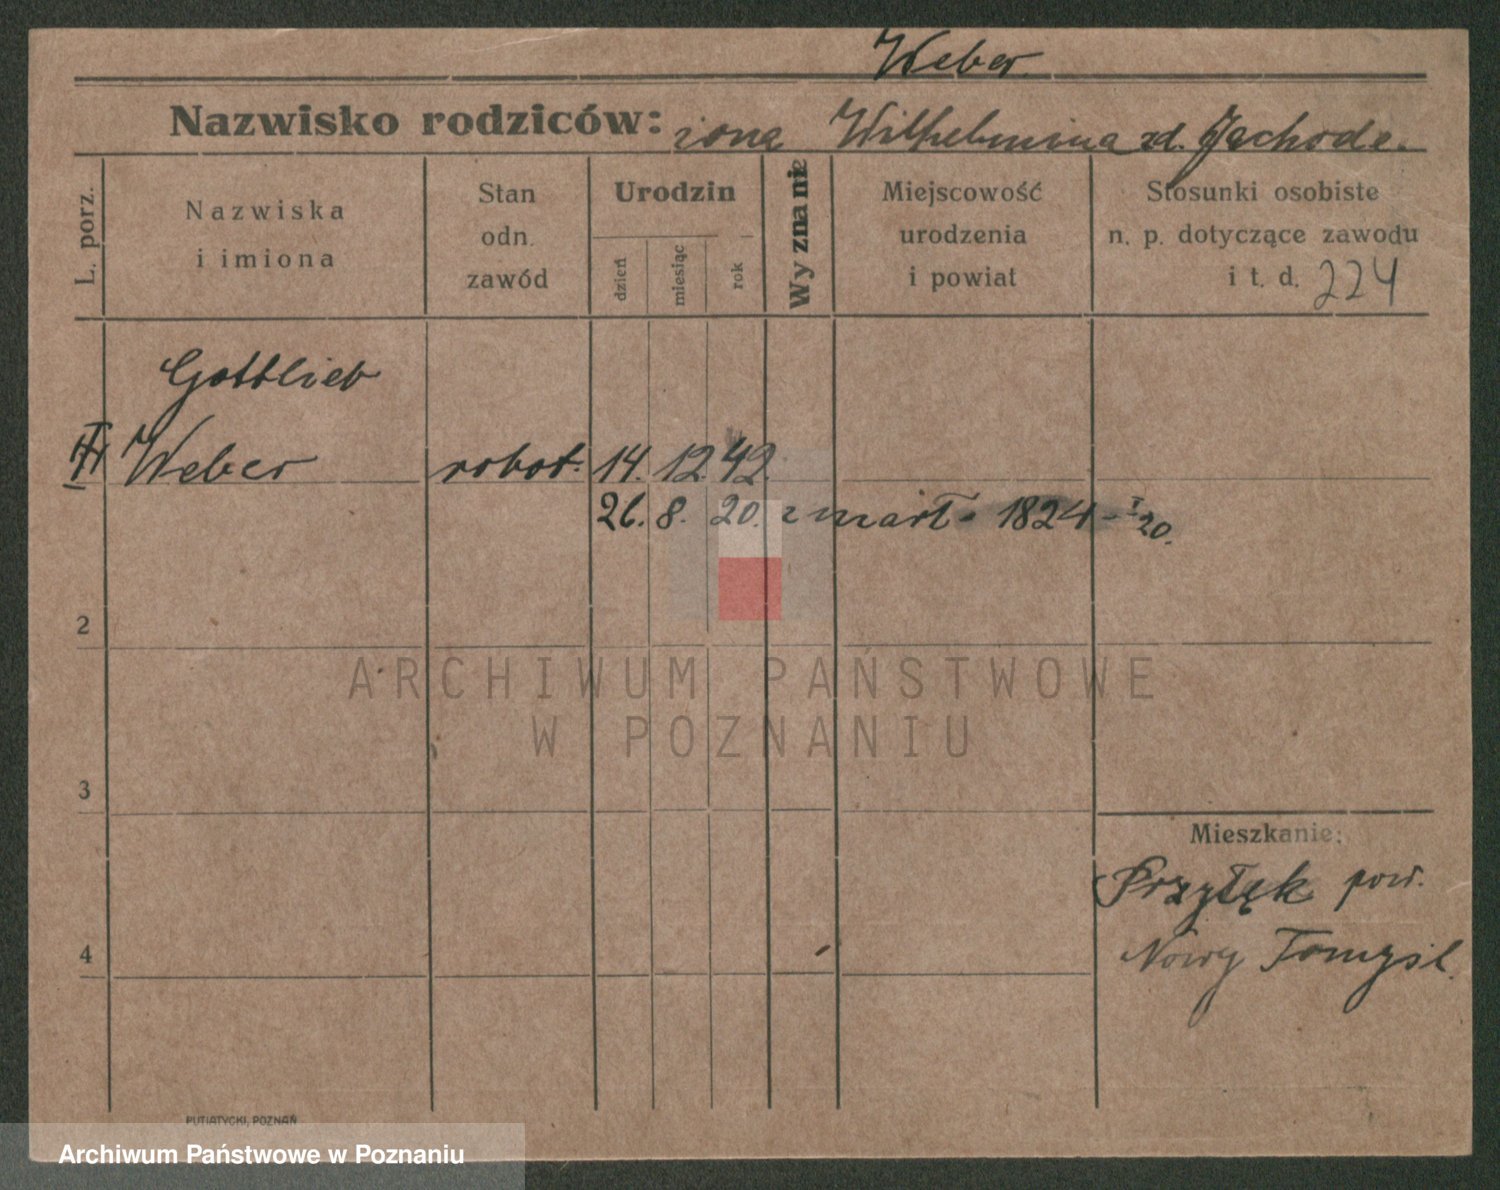 Weber
Nazwisko rodziców: żona Wilhelmina zd. Jachode.
L. porz.
Nazwiska
i imiona
Stan
odn.
zawód
Urodzin
dzień
miesiąc
rok
Wyznanie
Miejscowość
urodzenia
i powiat
Stosunki osobiste
n. p. dotyczące zawodu
i t. d. 224
Gottlieb
Weber robot. 14. 12. 42.
26. 8. 20. zmarł - 1824 - I 20.
2
3
Mieszkanie:
Przyłęk pow.
Nowy Tomyśl.
4
PUTIATYCKI, POZNAŃ
ARCHIWUM PAŃSTWOWE
W POZNANIU
Archiwum Państwowe w Poznaniu